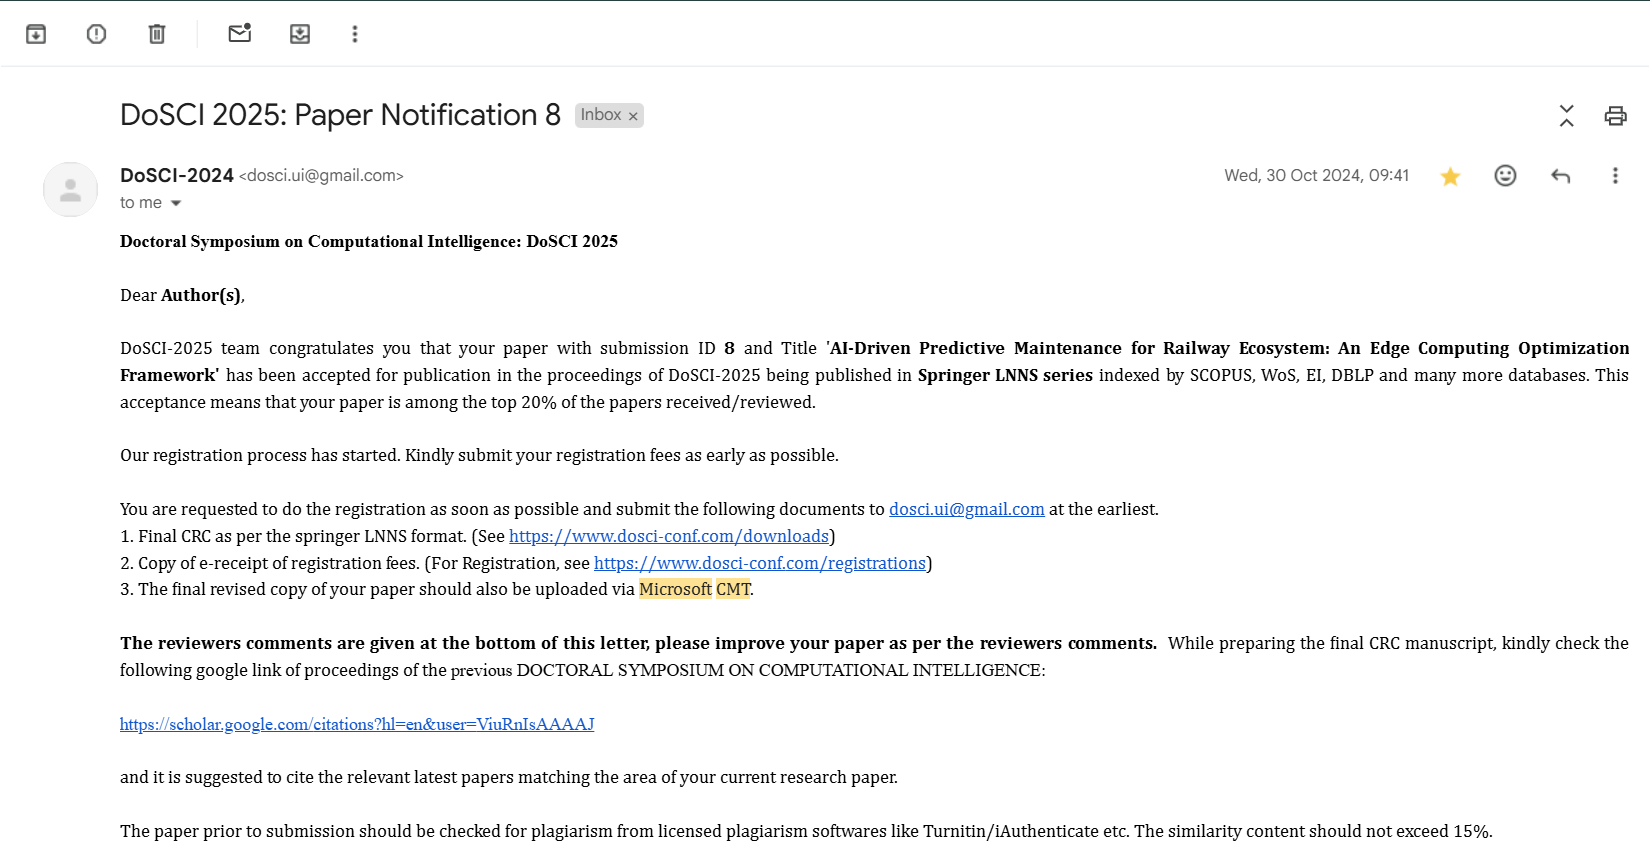 DoSCI 2025: Paper Notification 8 Inbox ×
DoSCI-2024 <dosci.ui@gmail.com> Wed, 30 Oct 2024, 09:41
to me
Doctoral Symposium on Computational Intelligence: DoSCI 2025
Dear Author(s),
DoSCI-2025 team congratulates you that your paper with submission ID 8 and Title 'AI-Driven Predictive Maintenance for Railway Ecosystem: An Edge Computing Optimization
Framework' has been accepted for publication in the proceedings of DoSCI-2025 being published in Springer LNNS series indexed by SCOPUS, WoS, EI, DBLP and many more databases. This
acceptance means that your paper is among the top 20% of the papers received/reviewed.
Our registration process has started. Kindly submit your registration fees as early as possible.
You are requested to do the registration as soon as possible and submit the following documents to dosci.ui@gmail.com at the earliest.
1. Final CRC as per the springer LNNS format. (See https://www.dosci-conf.com/downloads)
2. Copy of e-receipt of registration fees. (For Registration, see https://www.dosci-conf.com/registrations)
3. The final revised copy of your paper should also be uploaded via Microsoft CMT.
The reviewers comments are given at the bottom of this letter, please improve your paper as per the reviewers comments. While preparing the final CRC manuscript, kindly check the
following google link of proceedings of the previous DOCTORAL SYMPOSIUM ON COMPUTATIONAL INTELLIGENCE:
https://scholar.google.com/citations?hl=en&user=ViuRnIsAAAAJ
and it is suggested to cite the relevant latest papers matching the area of your current research paper.
The paper prior to submission should be checked for plagiarism from licensed plagiarism softwares like Turnitin/iAuthenticate etc. The similarity content should not exceed 15%.